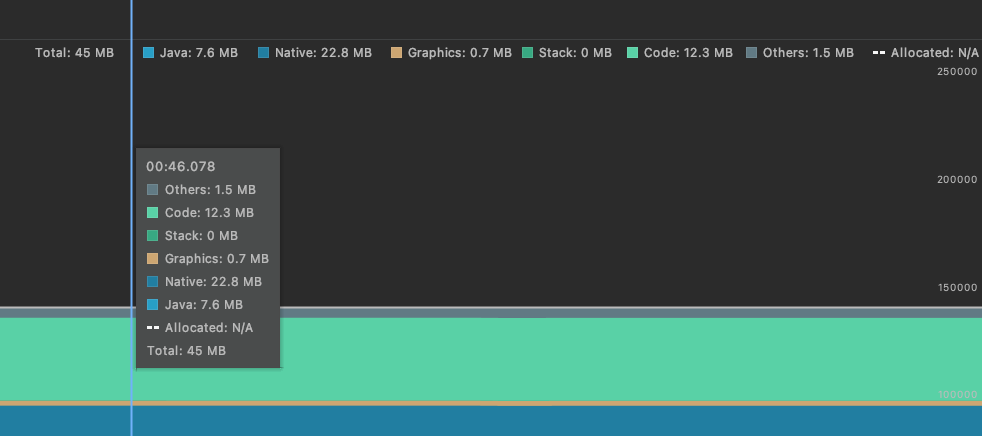 Total: 45 MB Java: 7.6 MB Native: 22.8 MB Graphics: 0.7 MB Stack: 0 MB Code: 12.3 MB Others: 1.5 MB Allocated: N/A
250000
00:46.078
200000
Others: 1.5 MB
Code: 12.3 MB
Stack: 0 MB
Graphics: 0.7 MB
Native: 22.8 MB
150000
Java: 7.6 MB
Allocated: N/A
Total: 45 MB
100000